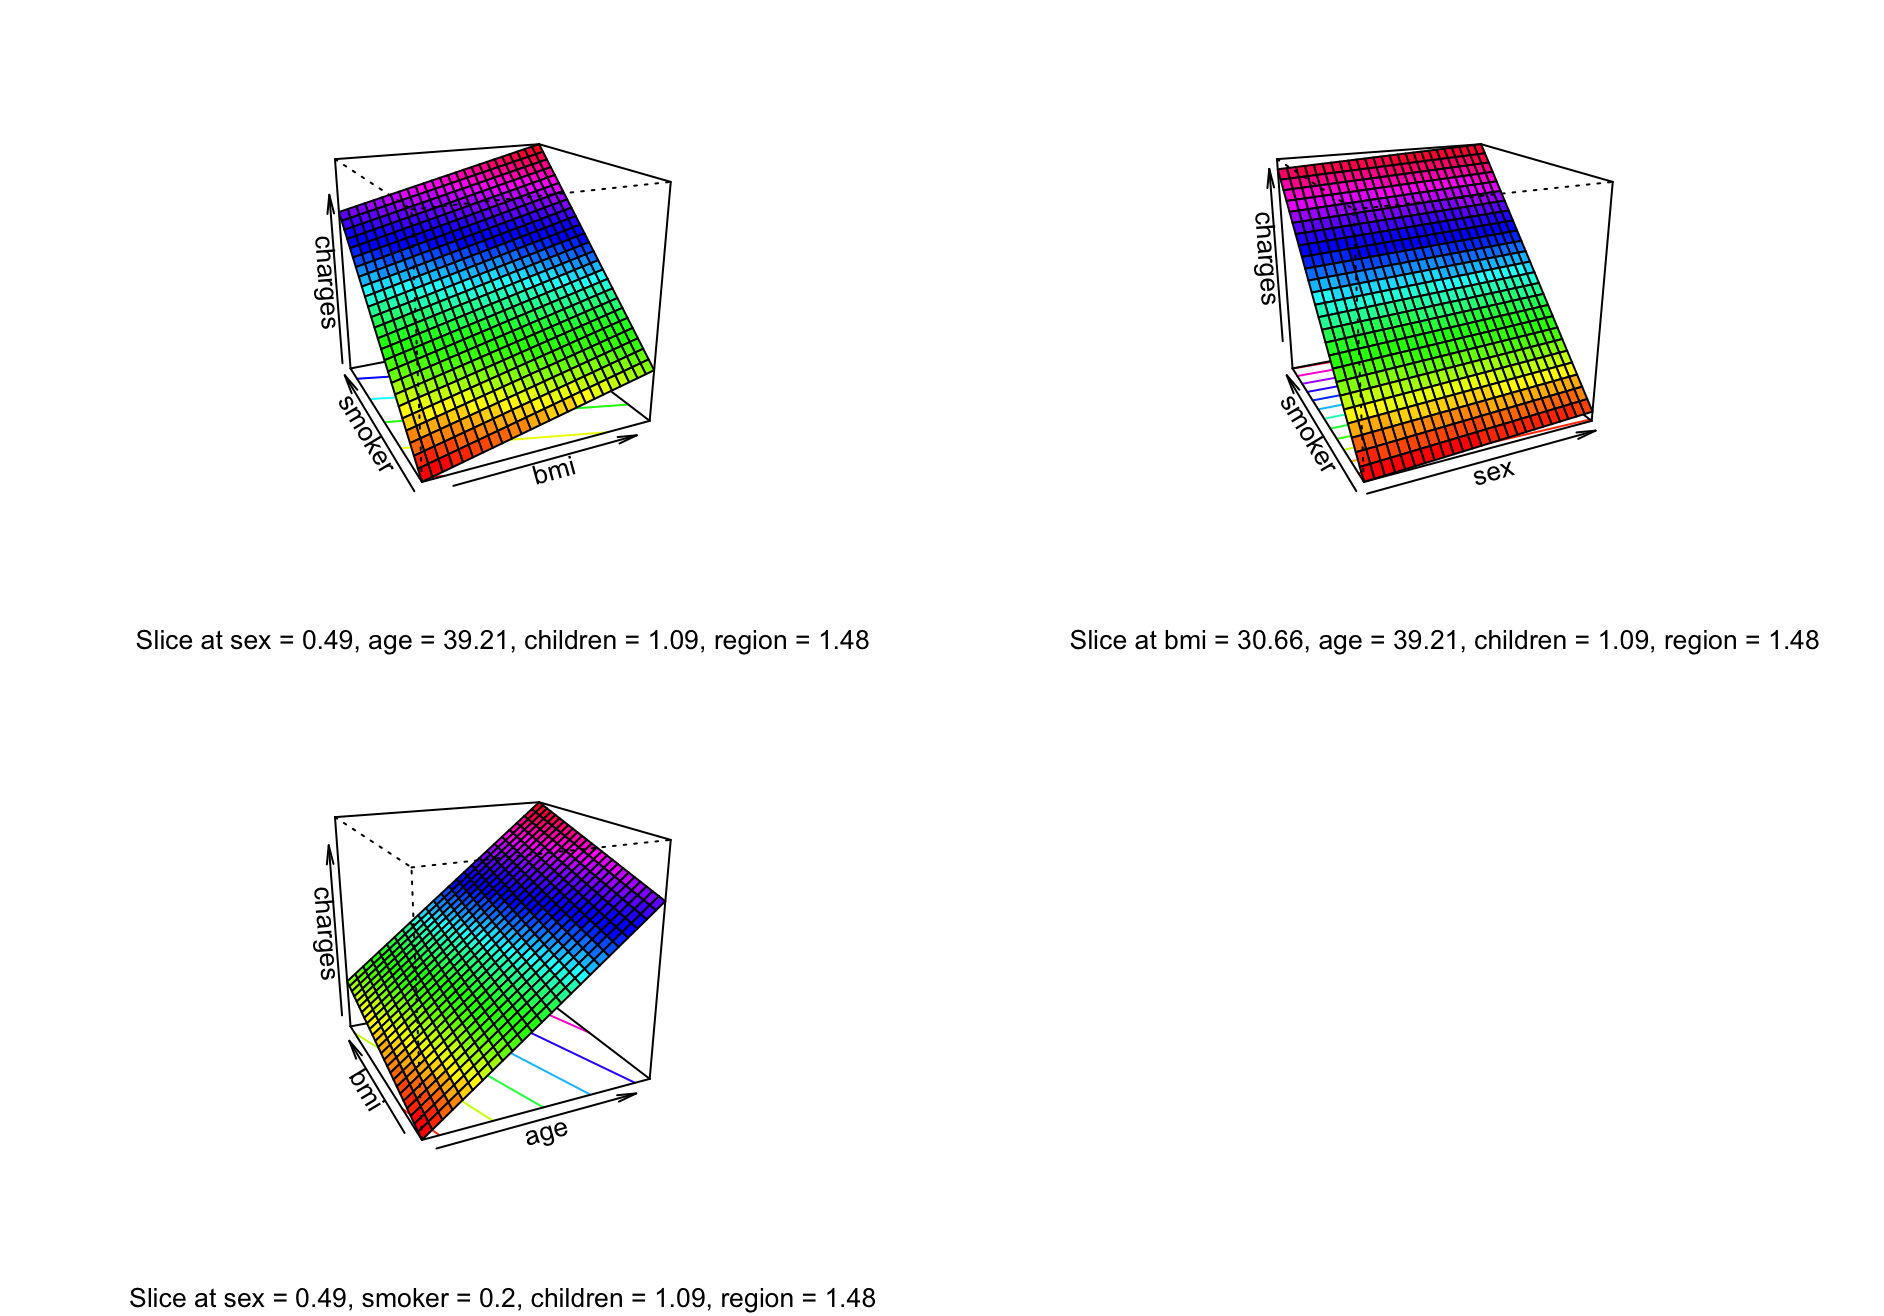 charges
smoker
bmi
Slice at sex = 0.49, age = 39.21, children = 1.09, region = 1.48
charges
smoker
sex
Slice at bmi = 30.66, age = 39.21, children = 1.09, region = 1.48
charges
bmi
age
Slice at sex = 0.49, smoker = 0.2, children = 1.09, region = 1.48